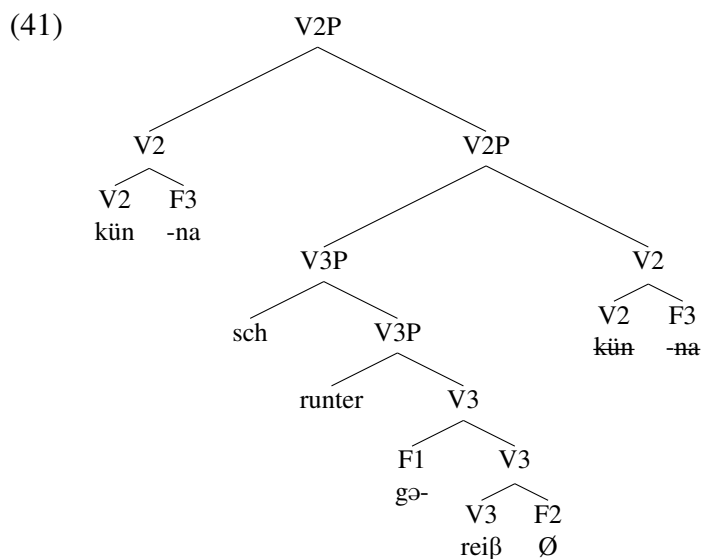 (41) V2P
V2 V2P
V2 F3
kün -na
V3P V2
V2 F3
kün -na
sch V3P
runter V3
F1 V3
gə-
V3 F2
reiβ Ø